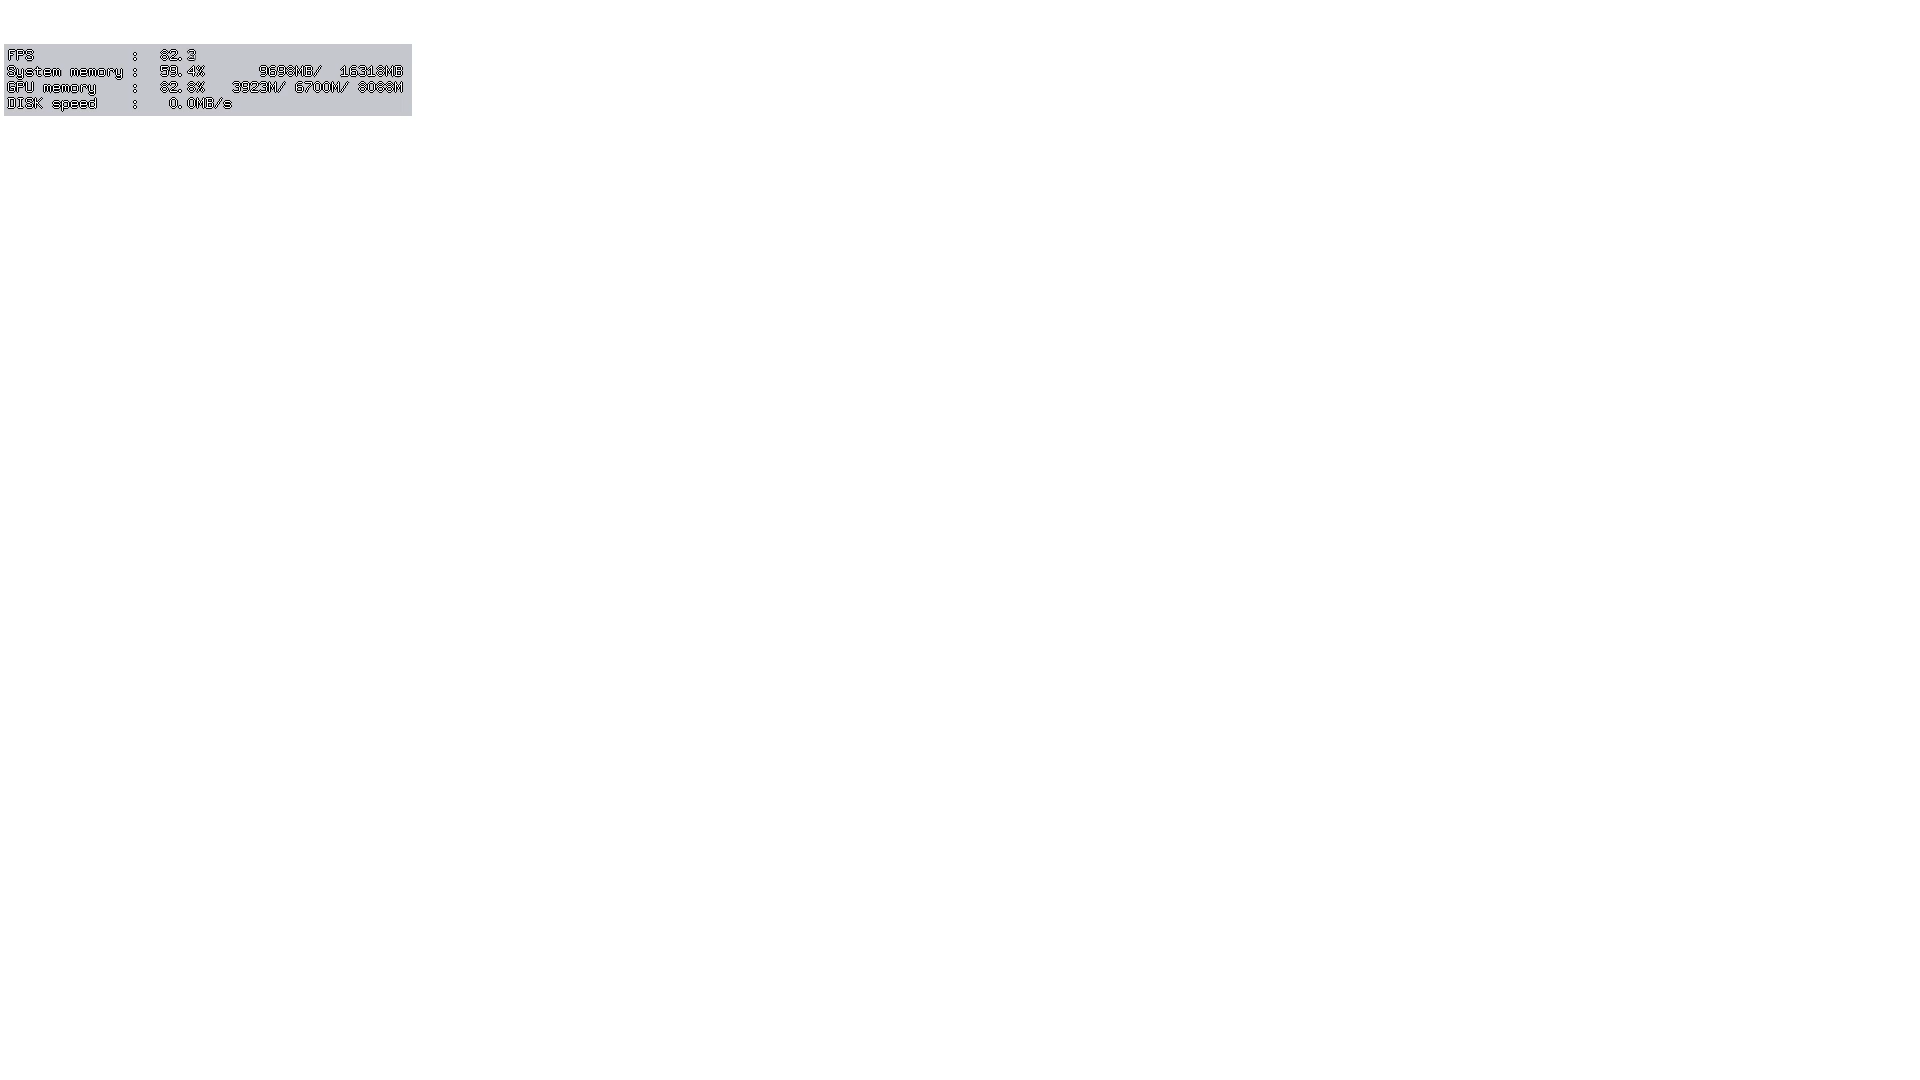 FPS : 82.2
System memory : 59.4% 9698MB/ 16318MB
GPU memory : 82.8% 3923M/ 6700M/ 8088M
DISK speed : 0.0MB/s